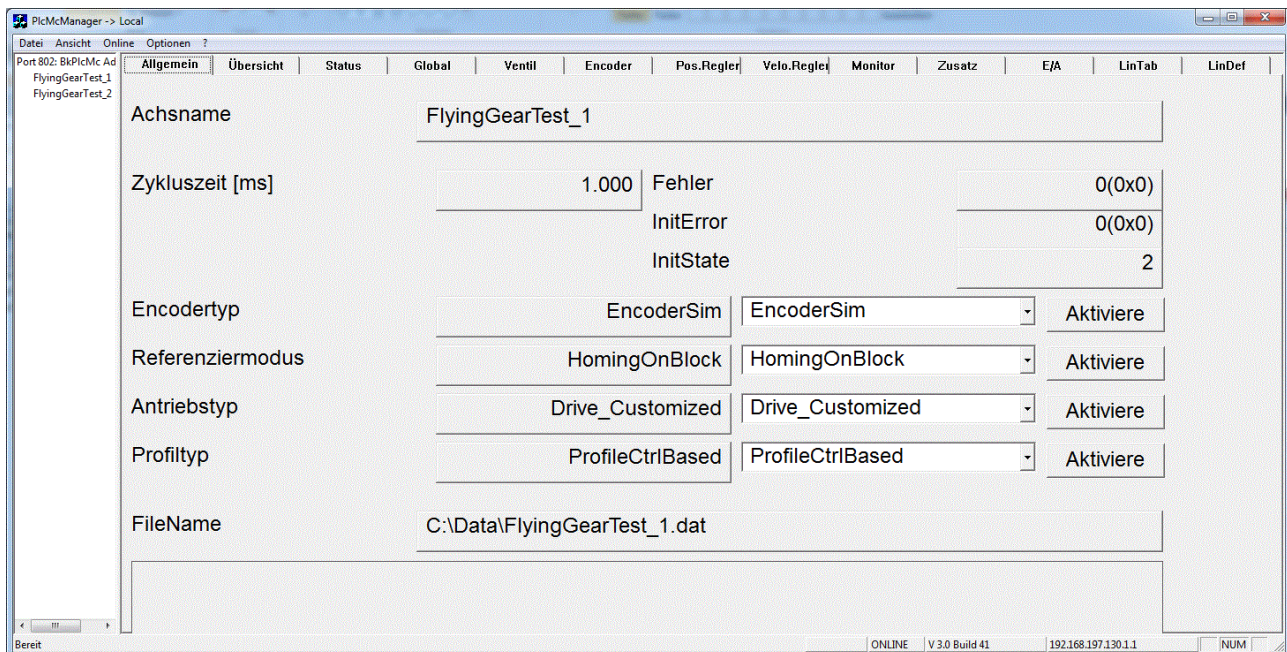 PlcMcManager -> Local
Datei Ansicht Online Optionen ?
Port 802: BkPlcMc Ad
FlyingGearTest_1
FlyingGearTest_2
Allgemein Übersicht Status Global Ventil Encoder Pos.Regler Velo.Regler Monitor Zusatz E/A LinTab LinDef
Achsname FlyingGearTest_1
Zykluszeit [ms] 1.000 Fehler 0(0x0)
InitError 0(0x0)
InitState 2
Encodertyp EncoderSim EncoderSim Aktiviere
Referenziermodus HomingOnBlock HomingOnBlock Aktiviere
Antriebstyp Drive_Customized Drive_Customized Aktiviere
Profiltyp ProfileCtrlBased ProfileCtrlBased Aktiviere
FileName C:\Data\FlyingGearTest_1.dat
Bereit ONLINE V 3.0 Build 41 192.168.197.130.1.1 NUM